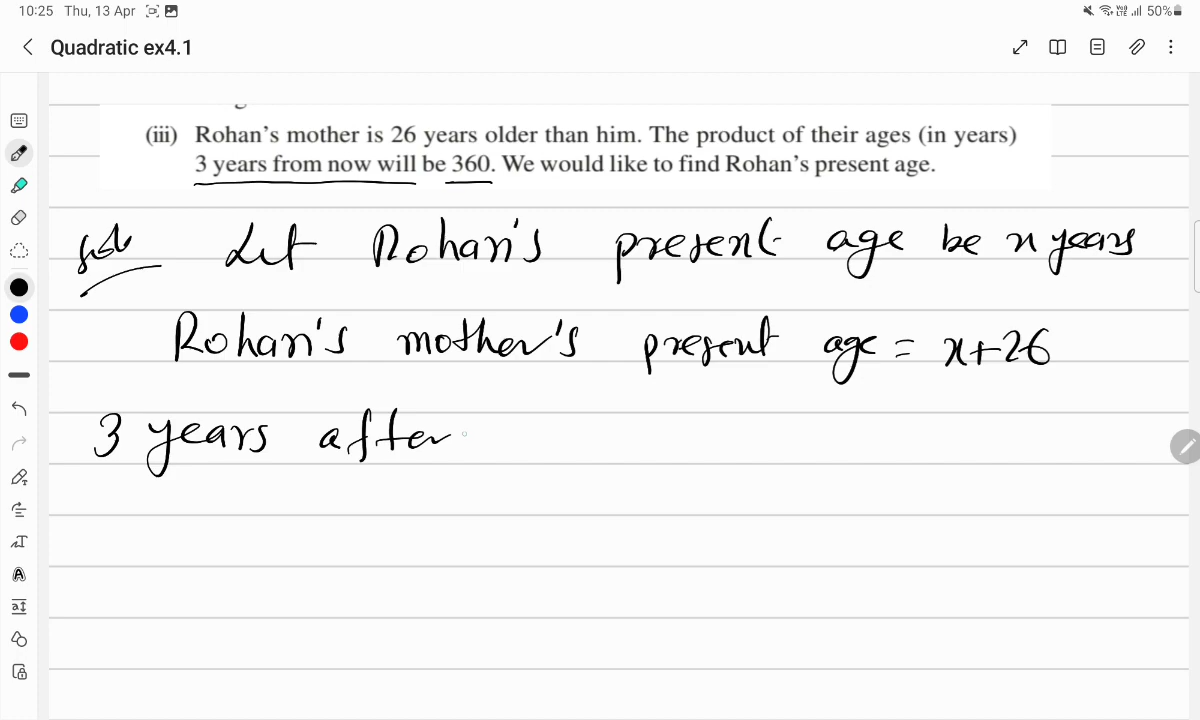 10:25 Thu, 13 Apr 50%
Quadratic ex4.1
(iii) Rohan's mother is 26 years older than him. The product of their ages (in years)
3 years from now will be 360. We would like to find Rohan's present age.
Let Rohan's present age be x years
Rohan's mother's present age = x+26
3 years after